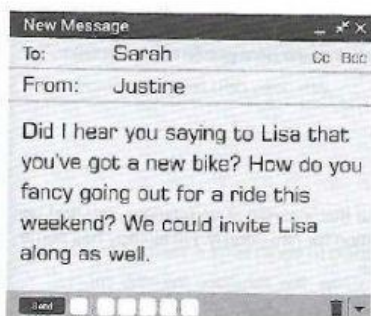 New Message
To: Sarah Cc Bcc
From: Justine
Did I hear you saying to Lisa that
you've got a new bike? How do you
fancy going out for a ride this
weekend? We could invite Lisa
along as well.
Send